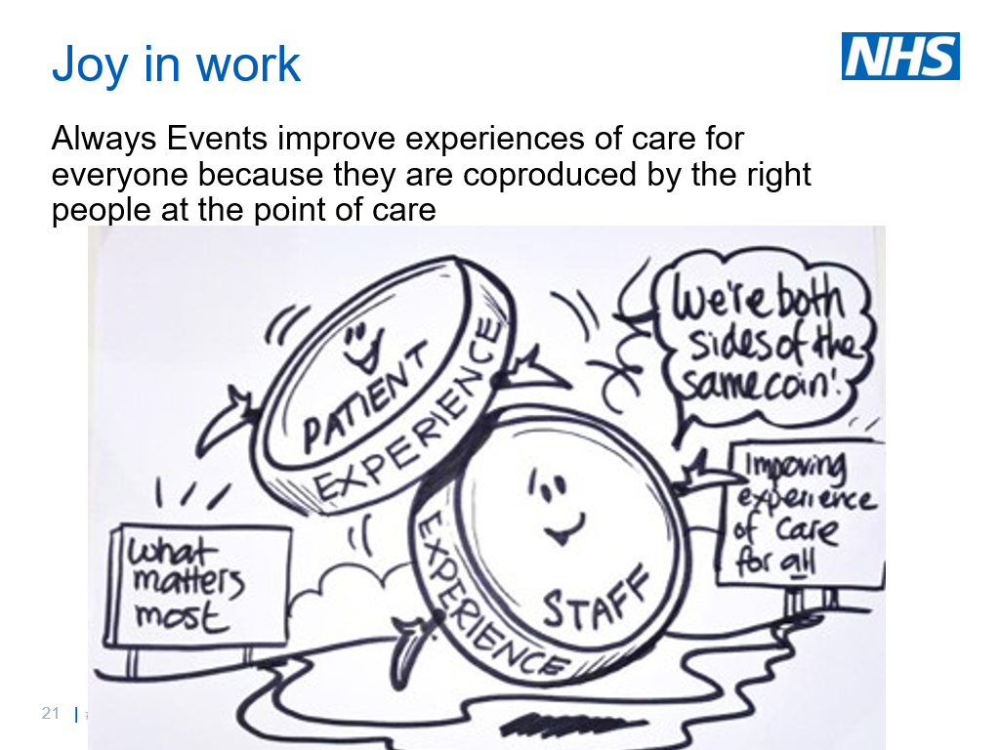 Joy in work
NHS
Always Events improve experiences of care for
everyone because they are coproduced by the right
people at the point of care
PATIENT
EXPERIENCE
We're both
sides of the
same coin'.
STAFF
EXPERIENCE
Impoving
experience
of care
for all
what
matters
most
21